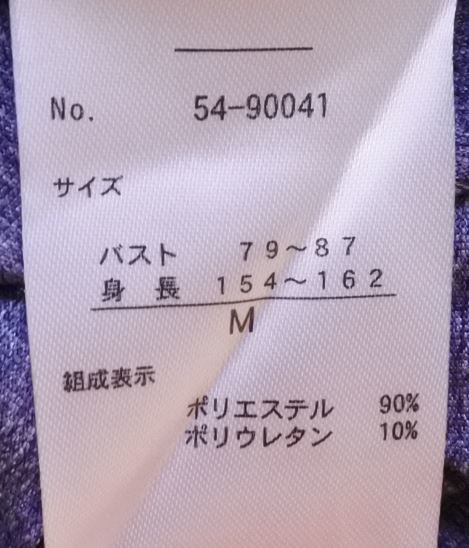 No. 54-90041
サイズ
バスト 79～87
身長 154～162
M
組成表示
ポリエステル 90%
ポリウレタン 10%